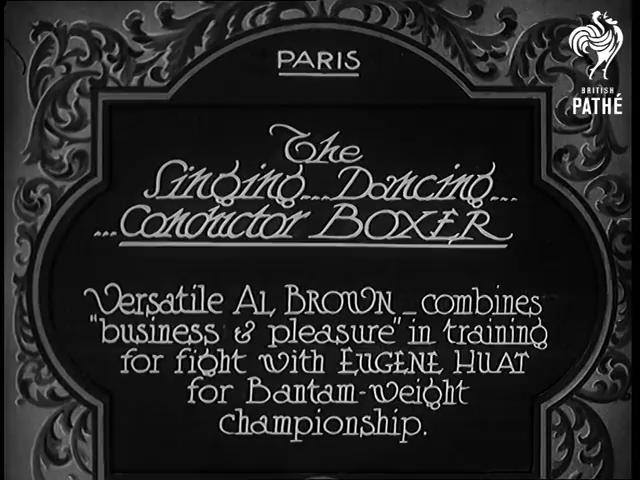 PARIS
The
Singing... Dancing...
...Conductor BOXER
Versatile AL BROWN _ combines
"business & pleasure" in training
for fight with EUGENE HUAT
for Bantam-weight
championship.
BRITISH
PATHÉ